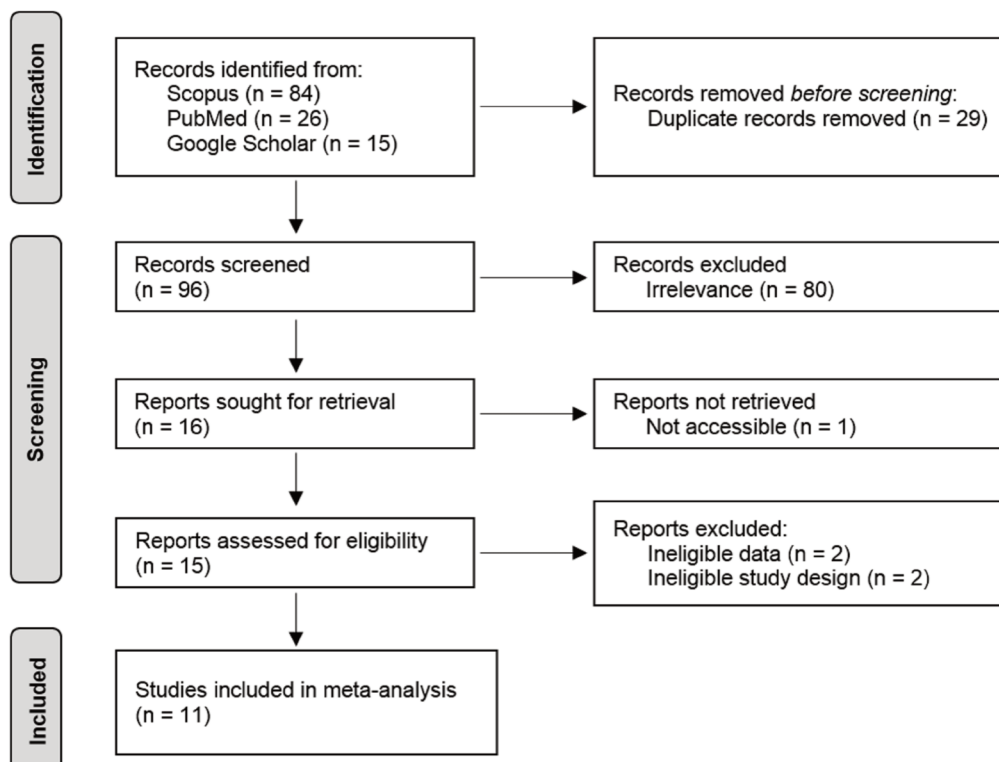 Identification
Records identified from:
Scopus (n = 84)
PubMed (n = 26)
Google Scholar (n = 15)
Records removed before screening:
Duplicate records removed (n = 29)
Screening
Records screened
(n = 96)
Records excluded
Irrelevance (n = 80)
Reports sought for retrieval
(n = 16)
Reports not retrieved
Not accessible (n = 1)
Reports assessed for eligibility
(n = 15)
Reports excluded:
Ineligible data (n = 2)
Ineligible study design (n = 2)
Included
Studies included in meta-analysis
(n = 11)